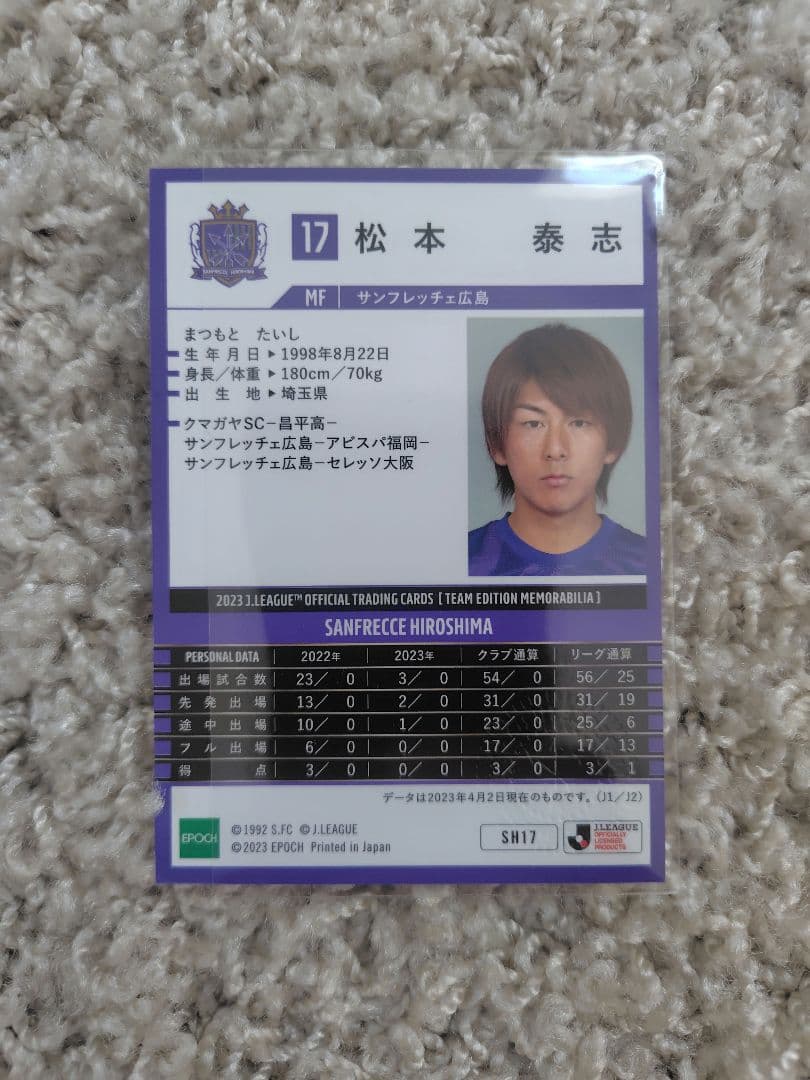 SANFRECCE HIROSHIMA
17 松本 泰志
MF サンフレッチェ広島
まつもと たいし
生年月日▶1998年8月22日
身長/体重▶180cm/70kg
出生地▶埼玉県
クマガヤSC-昌平高-
サンフレッチェ広島-アビスパ福岡-
サンフレッチェ広島-セレッソ大阪
2023 J.LEAGUE™ OFFICIAL TRADING CARDS [TEAM EDITION MEMORABILIA]
SANFRECCE HIROSHIMA
PERSONAL DATA | 2022年 | 2023年 | クラブ通算 | リーグ通算
出場試合数 23/ 0 | 3/ 0 | 54/ 0 | 56/ 25
先発出場 13/ 0 | 2/ 0 | 31/ 0 | 31/ 19
途中出場 10/ 0 | 1/ 0 | 23/ 0 | 25/ 6
フル出場 6/ 0 | 0/ 0 | 17/ 0 | 17/ 13
得点 3/ 0 | 0/ 0 | 3/ 0 | 3/ 1
データは2023年4月2日現在のものです。(J1/J2)
EPOCH
©1992 S.FC ©J.LEAGUE
©2023 EPOCH Printed in Japan
SH17
J.LEAGUE
OFFICIALLY
LICENSED
PRODUCTS